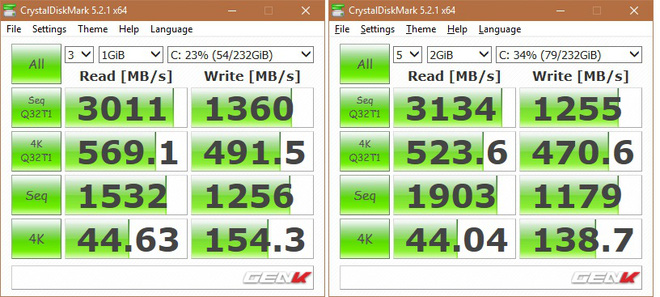 CrystalDiskMark 5.2.1 x64
File Settings Theme Help Language
All 3 1GiB C: 23% (54/232GiB)
Read [MB/s] Write [MB/s]
Seq Q32T1 3011 1360
4K Q32T1 569.1 491.5
Seq 1532 1256
4K 44.63 154.3
GENK
CrystalDiskMark 5.2.1 x64
File Settings Theme Help Language
All 5 2GiB C: 34% (79/232GiB)
Read [MB/s] Write [MB/s]
Seq Q32T1 3134 1255
4K Q32T1 523.6 470.6
Seq 1903 1179
4K 44.04 138.7
GENK